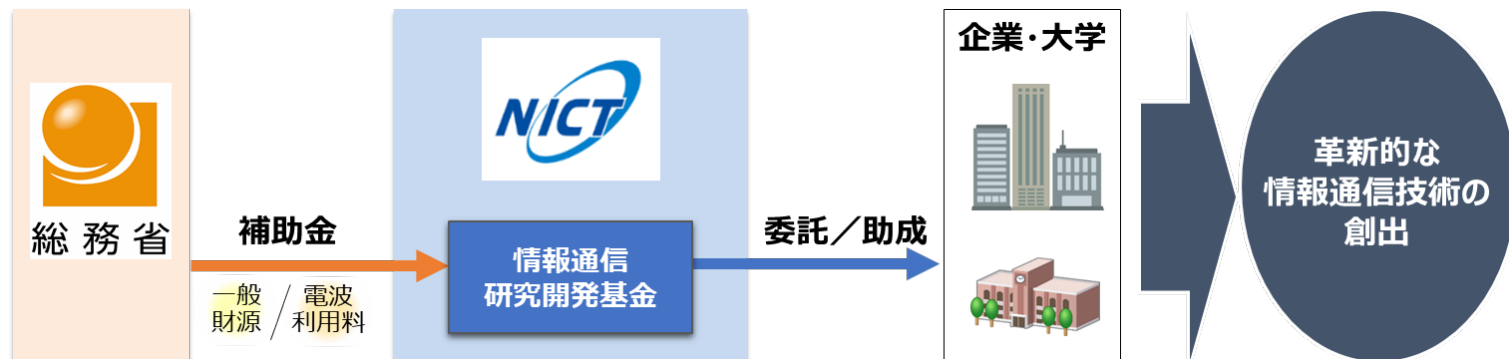 総務省
補助金
一般
財源
/
電波
利用料
NICT
情報通信
研究開発基金
委託／助成
企業・大学
革新的な
情報通信技術の
創出